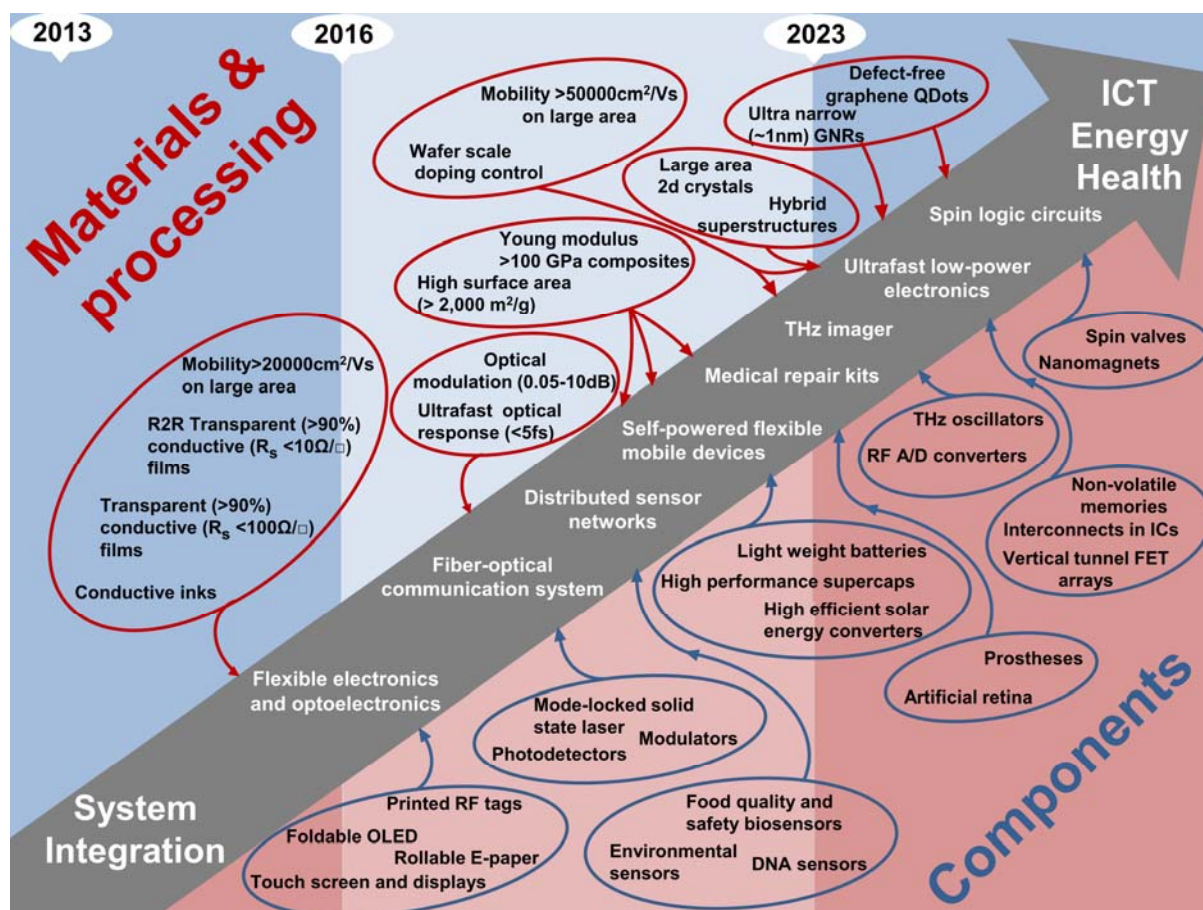 2013
2016
2023
Materials &
processing
Mobility >50000cm²/Vs
on large area
Wafer scale
doping control
Defect-free
graphene QDots
Ultra narrow
(~1nm) GNRs
Large area
2d crystals
Hybrid
superstructures
Young modulus
>100 GPa composites
High surface area
(> 2,000 m²/g)
Optical
modulation (0.05-10dB)
Ultrafast optical
response (<5fs)
Mobility>20000cm²/Vs
on large area
R2R Transparent (>90%)
conductive (Rs <10Ω/□)
films
Transparent (>90%)
conductive (Rs <100Ω/□)
films
Conductive inks
ICT
Energy
Health
Spin logic circuits
Ultrafast low-power
electronics
THz imager
Medical repair kits
Self-powered flexible
mobile devices
Distributed sensor
networks
Fiber-optical
communication system
Flexible electronics
and optoelectronics
System
Integration
Spin valves
Nanomagnets
THz oscillators
RF A/D converters
Non-volatile
memories
Interconnects in ICs
Vertical tunnel FET
arrays
Light weight batteries
High performance supercaps
High efficient solar
energy converters
Prostheses
Artificial retina
Mode-locked solid
state laser
Modulators
Photodetectors
Food quality and
safety biosensors
Environmental
sensors
DNA sensors
Printed RF tags
Foldable OLED
Rollable E-paper
Touch screen and displays
Components